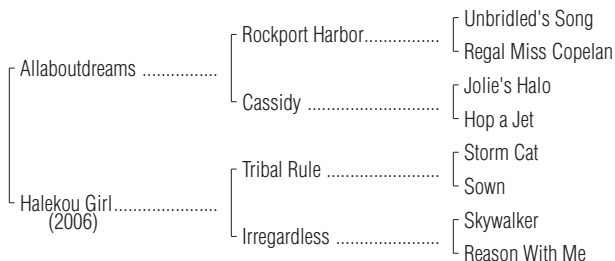 Unbridled's Song
Rockport Harbor..................
Regal Miss Copelan
Allaboutdreams ..................
Jolie's Halo
Cassidy ...............................
Hop a Jet
Storm Cat
Tribal Rule ...........................
Sown
Halekou Girl.........................
(2006)
Skywalker
Irregardless .........................
Reason With Me